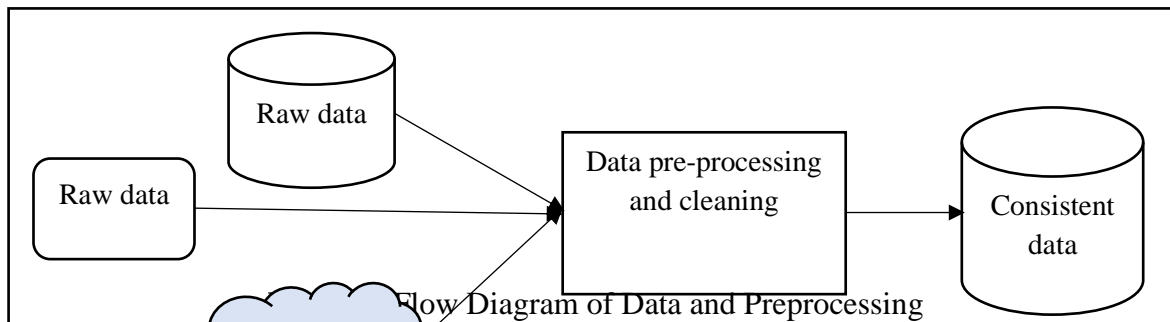 Raw data
Raw data
Data pre-processing
and cleaning
Consistent
data
Flow Diagram of Data and Preprocessing